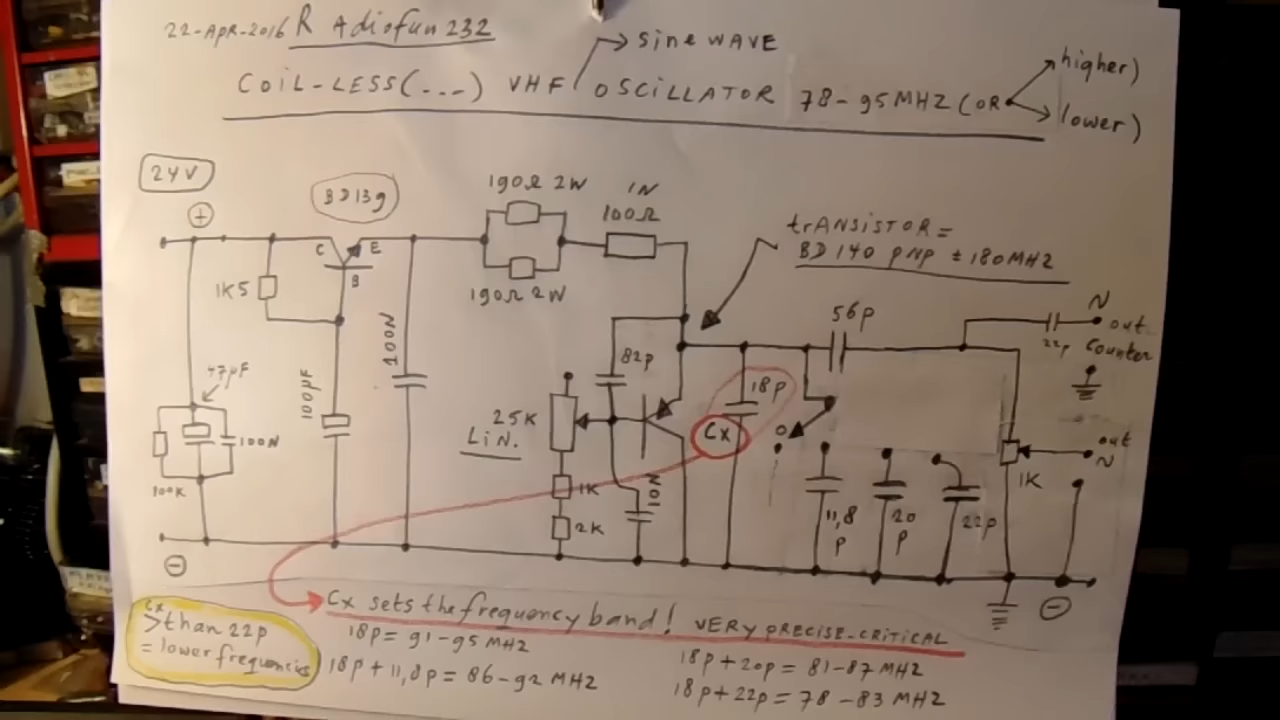 22-APR-2016 RAdiofun232
sine WAVE
COIL-LESS(...) VHF OSCILLATOR 78-95MHZ (OR
higher)
lower)
24V
+
BD139
C E
B
1K5
47µF
100N
100K
100µF
100N
190Ω 2W
190Ω 2W
1N
100Ω
trANSiSTOR =
BD 140 PNP ± 180MHZ
82p
25K
LiN.
1K
2K
10N
18p
Cx
56p
0
11,8
p
20
p
22p
22p
N
out
Counter
out
N
1K
−
−
Cx sets the frequency band! VERY PRECISE-CRITICAL
18p = 91-95 MHZ
18p + 11,8p = 86-92 MHZ
18p + 20p = 81-87 MHZ
18p + 22p = 78-83 MHZ
Cx
> than 22p
= lower frequencies